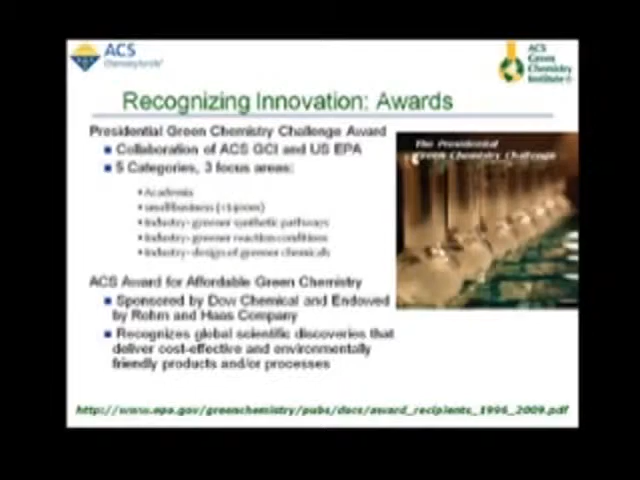 ACS
Chemistry for Life®
ACS
Green
Chemistry
Institute®
Recognizing Innovation: Awards
Presidential Green Chemistry Challenge Award
Collaboration of ACS GCI and US EPA
5 Categories, 3 focus areas:
• Academia
• small business
• Industry- greener synthetic pathways
• Industry- greener reaction conditions
• Industry- design of greener chemicals
The Presidential
Green Chemistry Challenge
ACS Award for Affordable Green Chemistry
Sponsored by Dow Chemical and Endowed
by Rohm and Haas Company
Recognizes global scientific discoveries that
deliver cost-effective and environmentally
friendly products and/or processes
http://www.epa.gov/greenchemistry/pubs/docs/award_recipients_1996_2009.pdf